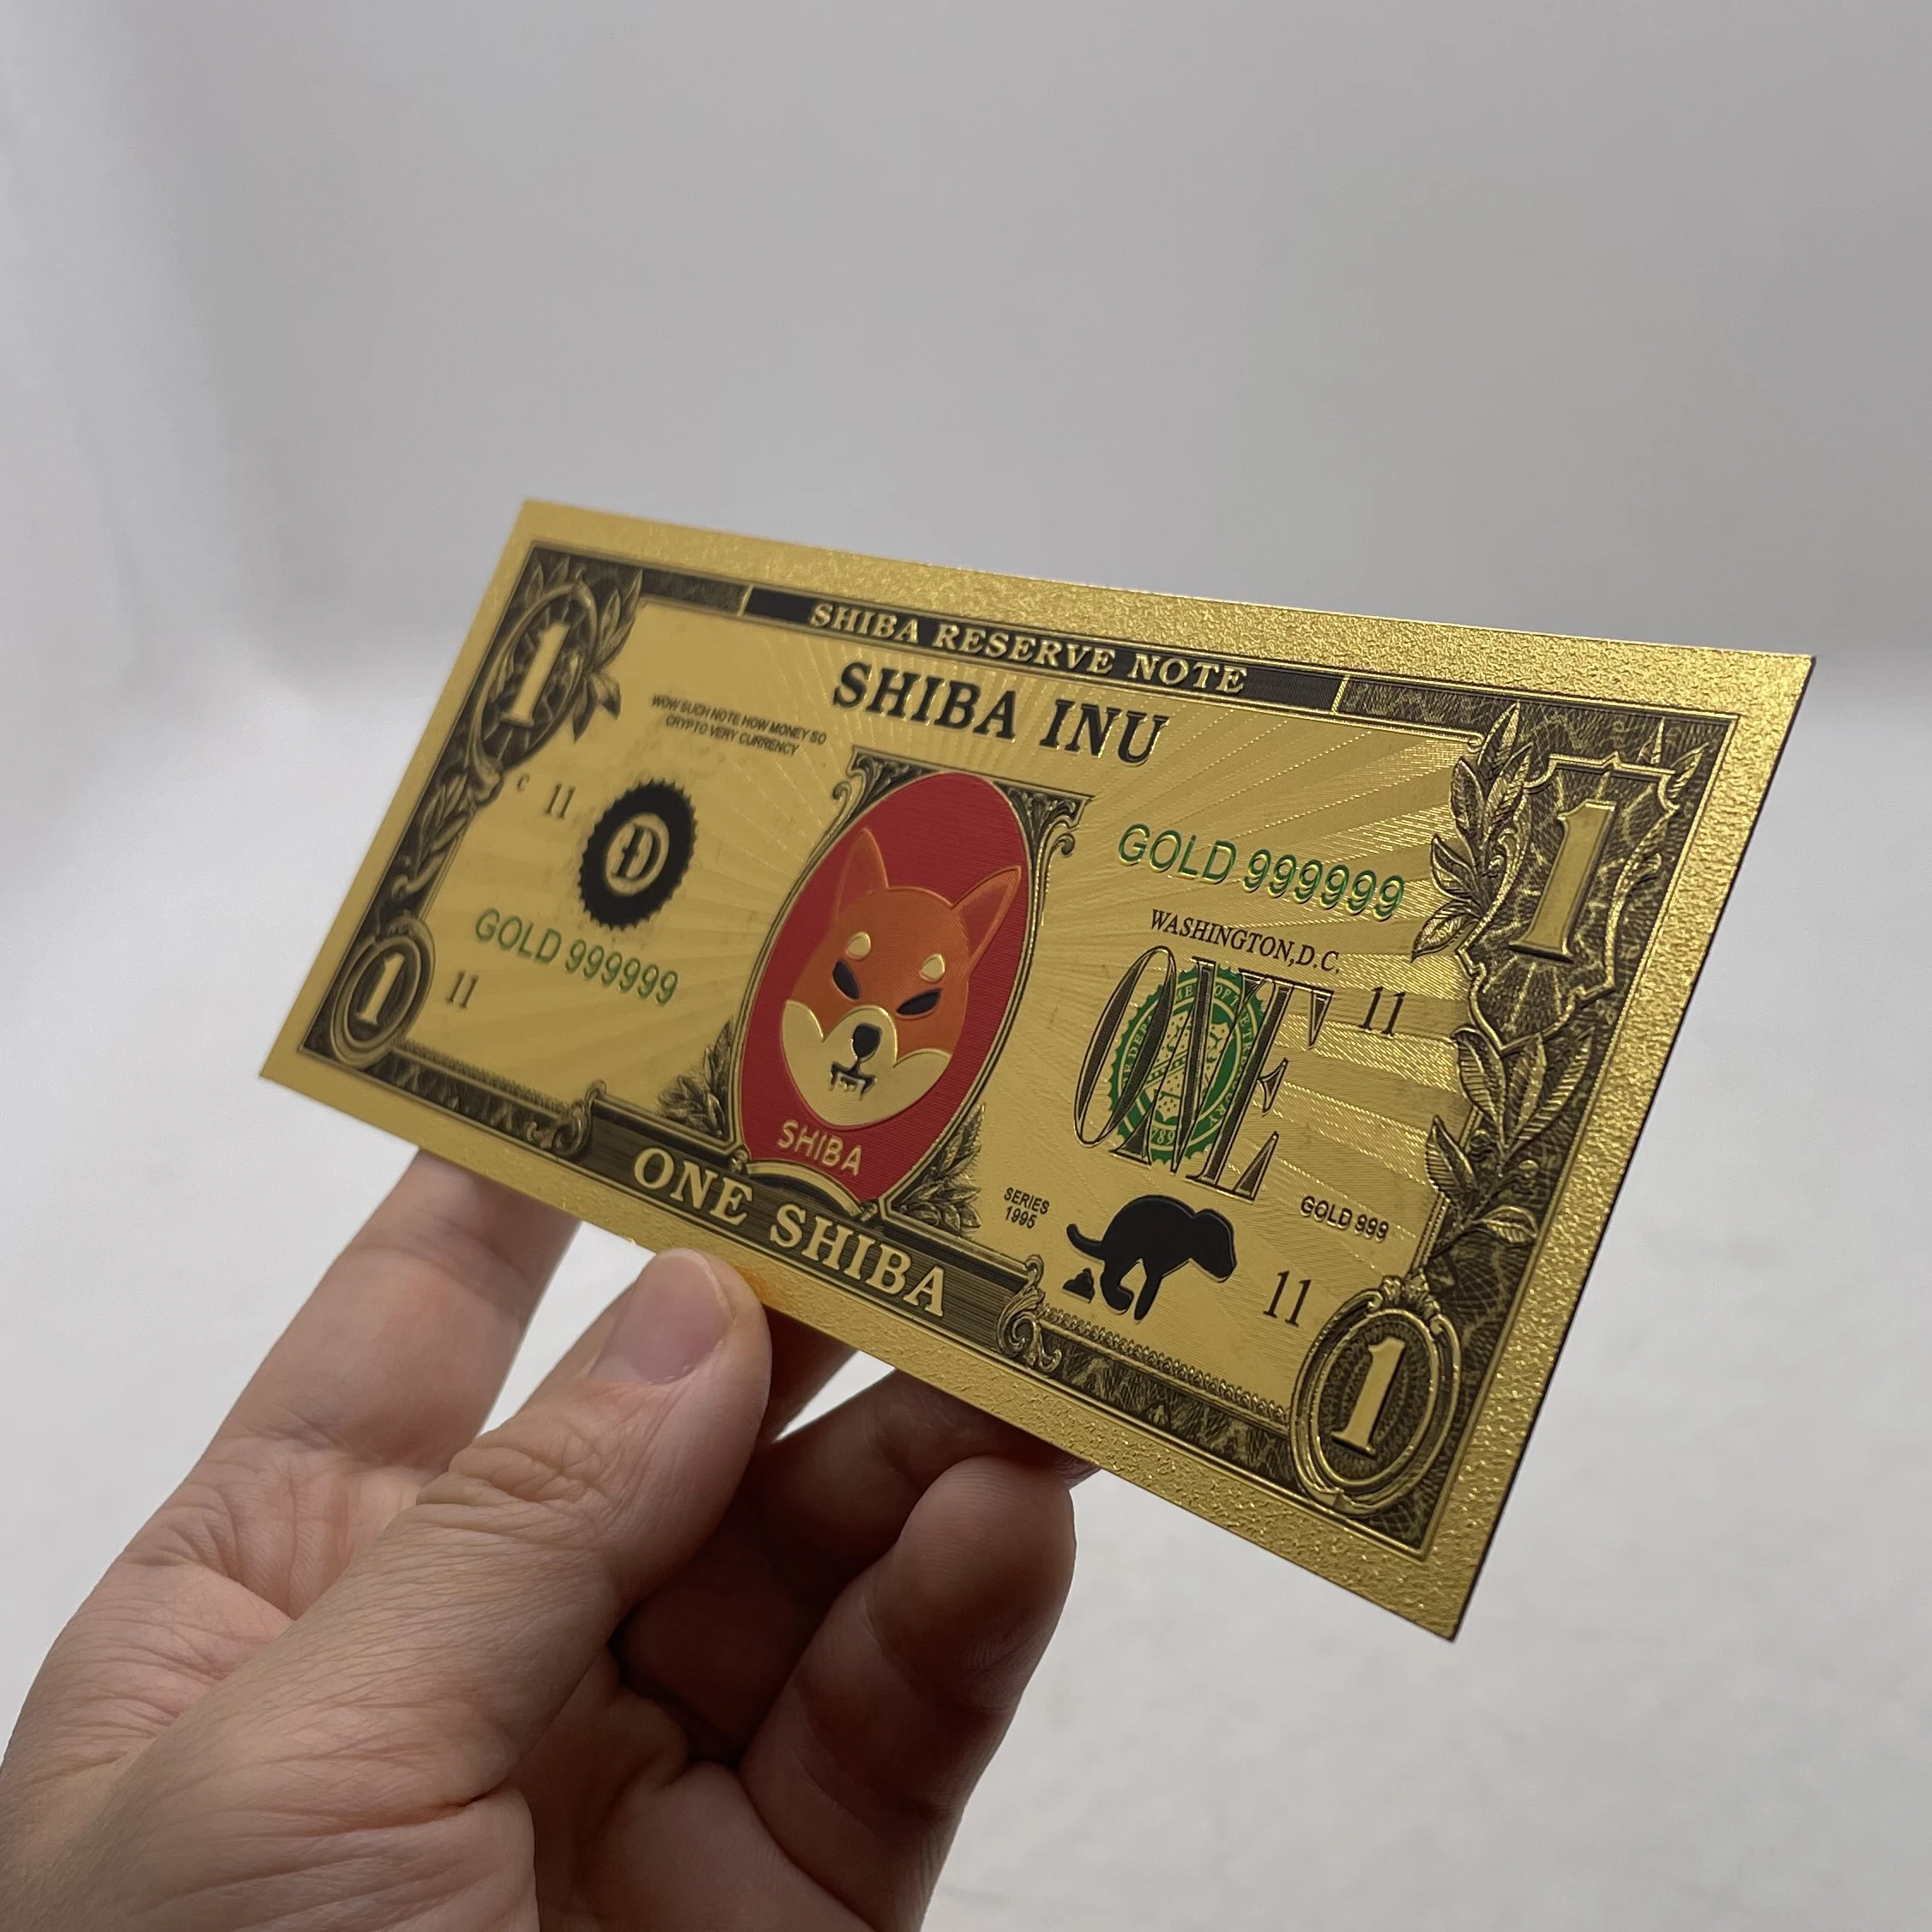 SHIBA RESERVE NOTE
SHIBA INU
1
1
WOW SUCH NOTE HOW MONEY SO
CRYPTO VERY CURRENCY
C 11
Ð
GOLD 999999
GOLD 999999
WASHINGTON,D.C.
ONE
11
11
1
SHIBA
SERIES
1995
GOLD 999
11
1
ONE SHIBA